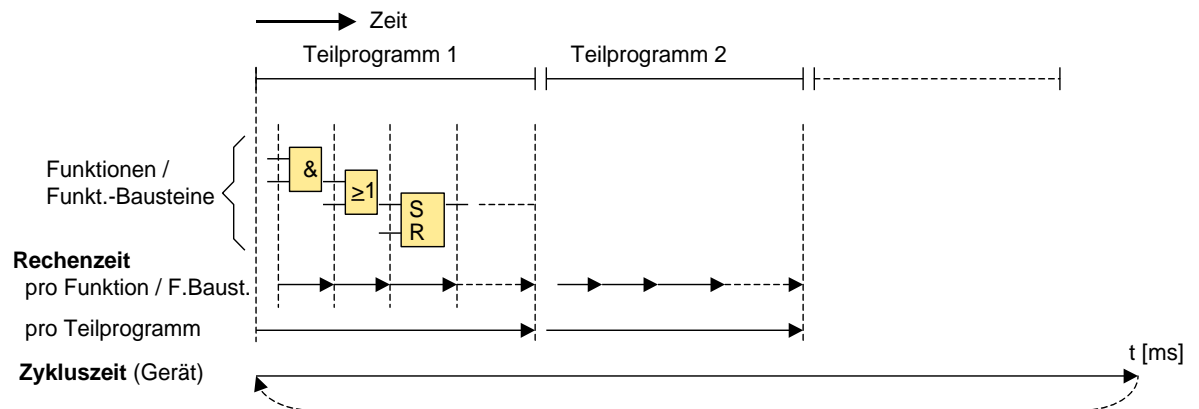 Zeit
Teilprogramm 1
Teilprogramm 2
Funktionen /
Funkt.-Bausteine
&
≥1
S
R
Rechenzeit
pro Funktion / F.Baust.
pro Teilprogramm
t [ms]
Zykluszeit (Gerät)